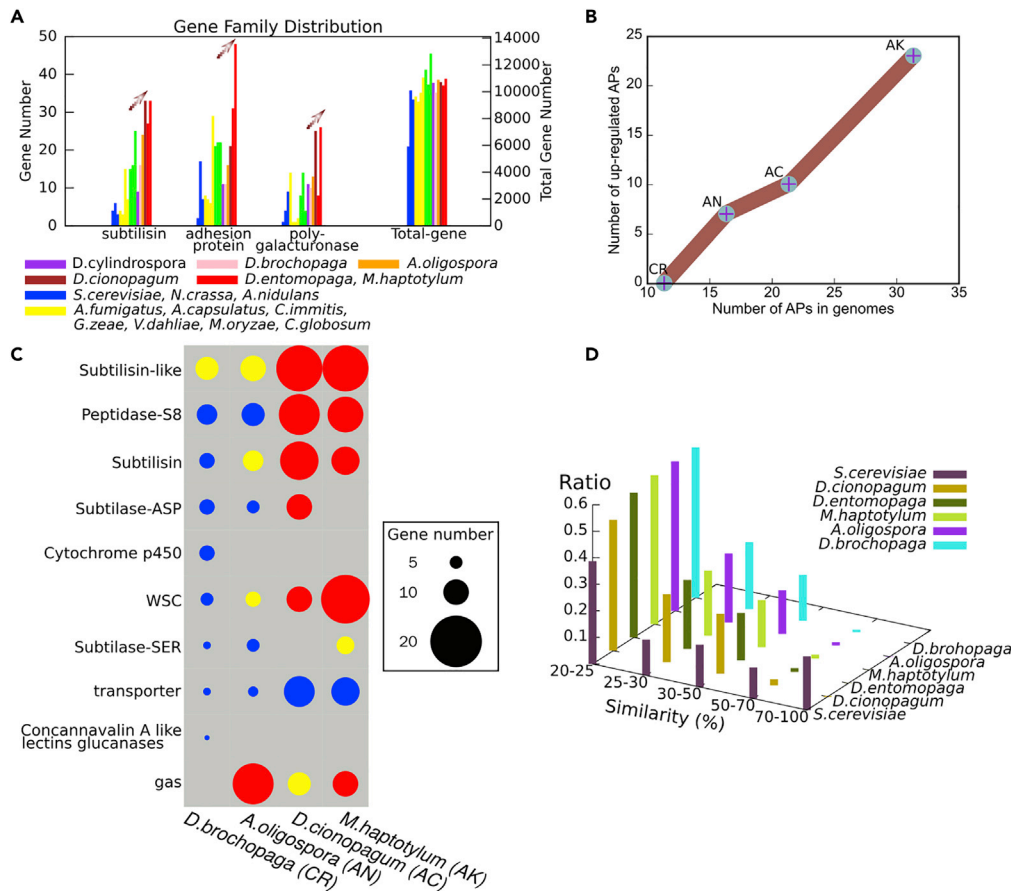 A
Gene Family Distribution
50
40
30
20
10
0
Gene Number
14000
12000
10000
8000
6000
4000
2000
0
Total Gene Number
subtilisin
adhesion
protein
poly-
galacturonase
Total-gene
D.cylindrospora
D.brochopaga
A.oligospora
D.cionopagum
D.entomopaga, M.haptotylum
S.cerevisiae, N.crassa, A.nidulans
A.fumigatus, A.capsulatus, C.immitis,
G.zeae, V.dahliae, M.oryzae, C.globosum
B
25
20
15
10
5
0
Number of up-regulated APs
AK
AC
AN
CR
10 15 20 25 30 35
Number of APs in genomes
C
Subtilisin-like
Peptidase-S8
Subtilisin
Subtilase-ASP
Cytochrome p450
WSC
Subtilase-SER
transporter
Concannavalin A like
lectins glucanases
gas
D.brochopaga (CR)
A.oligospora (AN)
D.cionopagum (AC)
M.haptotylum (AK)
Gene number
5
10
20
D
Ratio
0.6
0.5
0.4
0.3
0.2
0.1
20-25
25-30
30-50
50-70
70-100
Similarity (%)
S.cerevisiae
D.cionopagum
D.entomopaga
M.haptotylum
A.oligospora
D.brochopaga
D.brohopaga
A.oligospora
M.haptotylum
D.entomopaga
D.cionopagum
S.cerevisiae